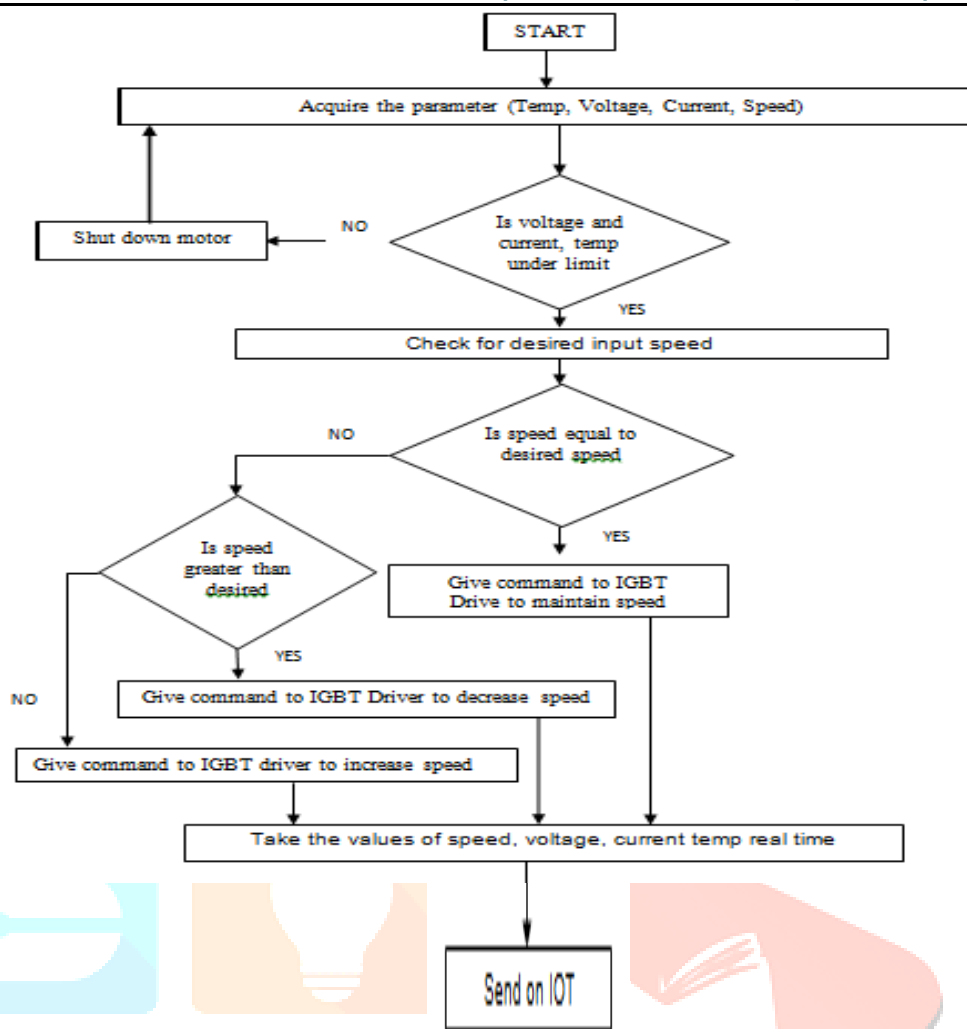 START
Acquire the parameter (Temp, Voltage, Current, Speed)
Is voltage and
current, temp
under limit
NO
Shut down motor
YES
Check for desired input speed
Is speed equal to
desired speed
NO
YES
Is speed
greater than
desired
Give command to IGBT
Drive to maintain speed
YES
NO
Give command to IGBT Driver to decrease speed
Give command to IGBT driver to increase speed
Take the values of speed, voltage, current temp real time
Send on IOT